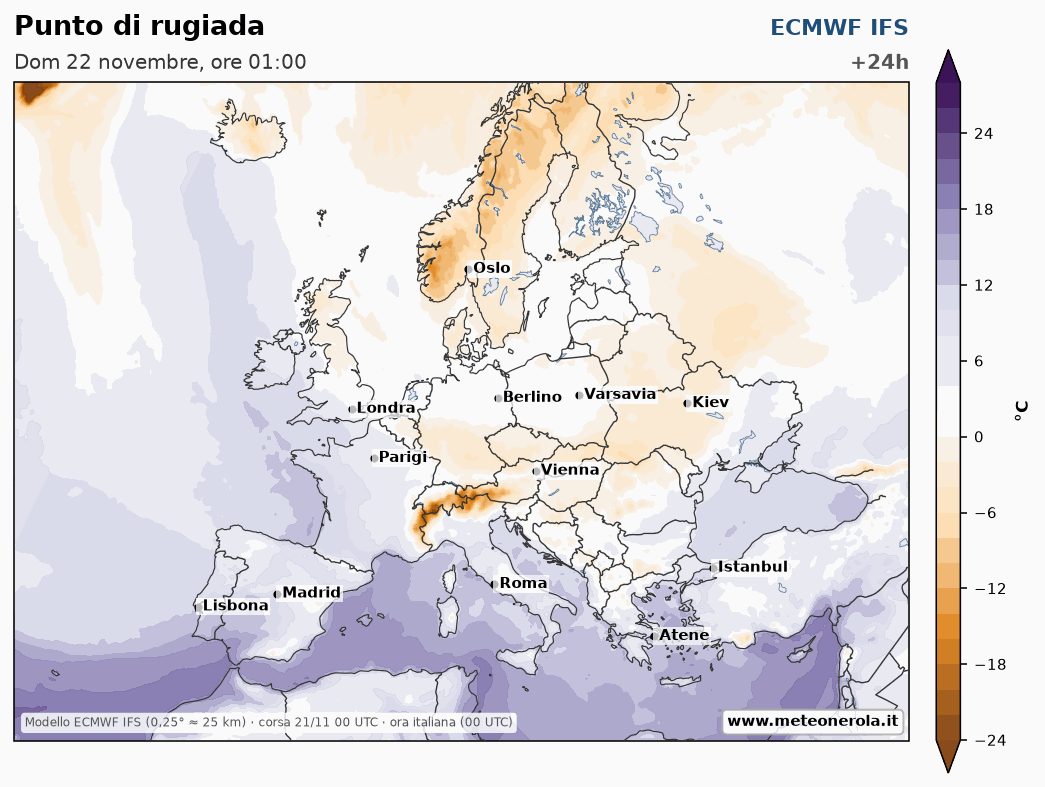 Punto di rugiada
ECMWF IFS
Dom 22 novembre, ore 01:00
+24h
24
18
12
6
0
−6
−12
−18
−24
°C
Oslo
Berlino
Varsavia
Kiev
Londra
Parigi
Vienna
Istanbul
Roma
Madrid
Lisbona
Atene
Modello ECMWF IFS (0,25° ≈ 25 km) · corsa 21/11 00 UTC · ora italiana (00 UTC)
www.meteonerola.it